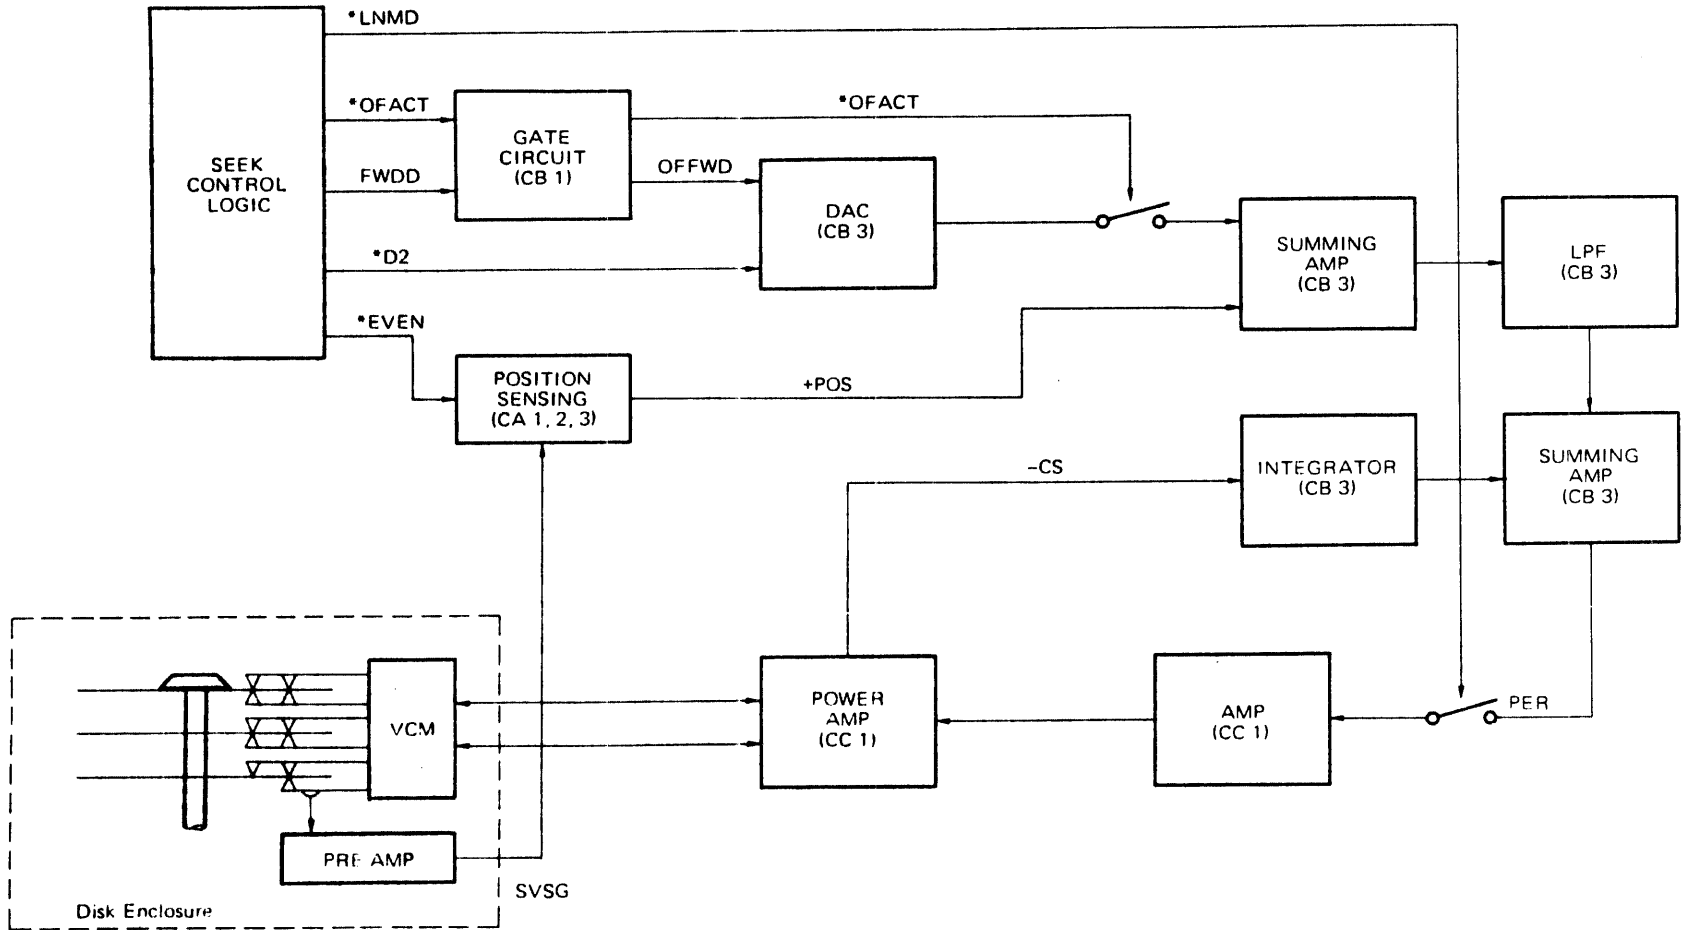 *LNMD
*OFACT
*OFACT
GATE
CIRCUIT
(CB 1)
SEEK
CONTROL
LOGIC
FWDD
OFFWD
DAC
(CB 3)
*D2
SUMMING
AMP
(CB 3)
LPF
(CB 3)
*EVEN
POSITION
SENSING
(CA 1, 2, 3)
+POS
-CS
INTEGRATOR
(CB 3)
SUMMING
AMP
(CB 3)
VCM
POWER
AMP
(CC 1)
AMP
(CC 1)
PER
PRE AMP
SVSG
Disk Enclosure